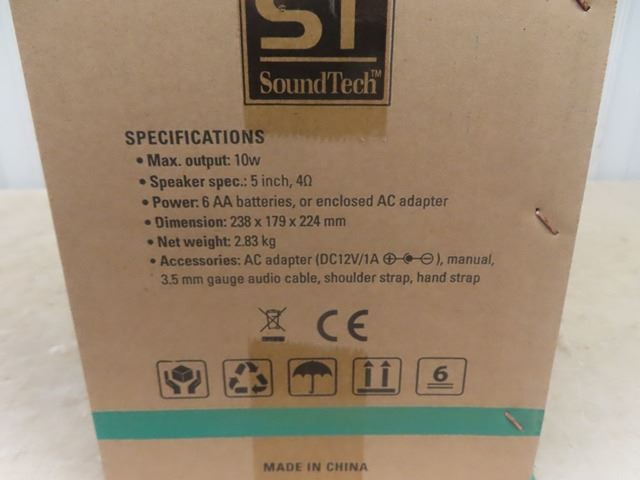 ST
SoundTech™
SPECIFICATIONS
• Max. output: 10w
• Speaker spec.: 5 inch, 4Ω
• Power: 6 AA batteries, or enclosed AC adapter
• Dimension: 238 x 179 x 224 mm
• Net weight: 2.83 kg
• Accessories: AC adapter (DC12V/1A ⊕-●-⊖), manual,
3.5 mm gauge audio cable, shoulder strap, hand strap
CE
6
MADE IN CHINA